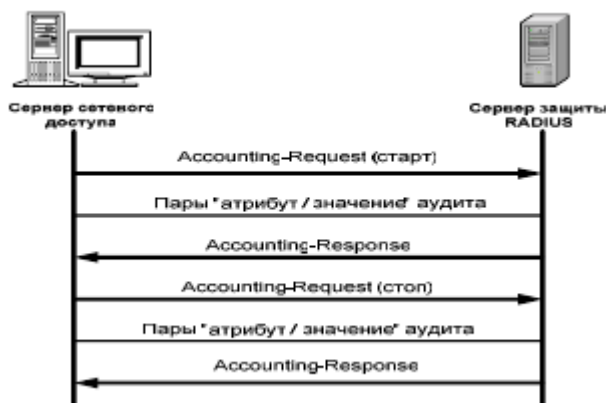 Сервер сетевого
доступа
Сервер защиты
RADIUS
Accounting-Request (старт)
Пары "атрибут / значение" аудита
Accounting-Response
Accounting-Request (стоп)
Пары "атрибут / значение" аудита
Accounting-Response